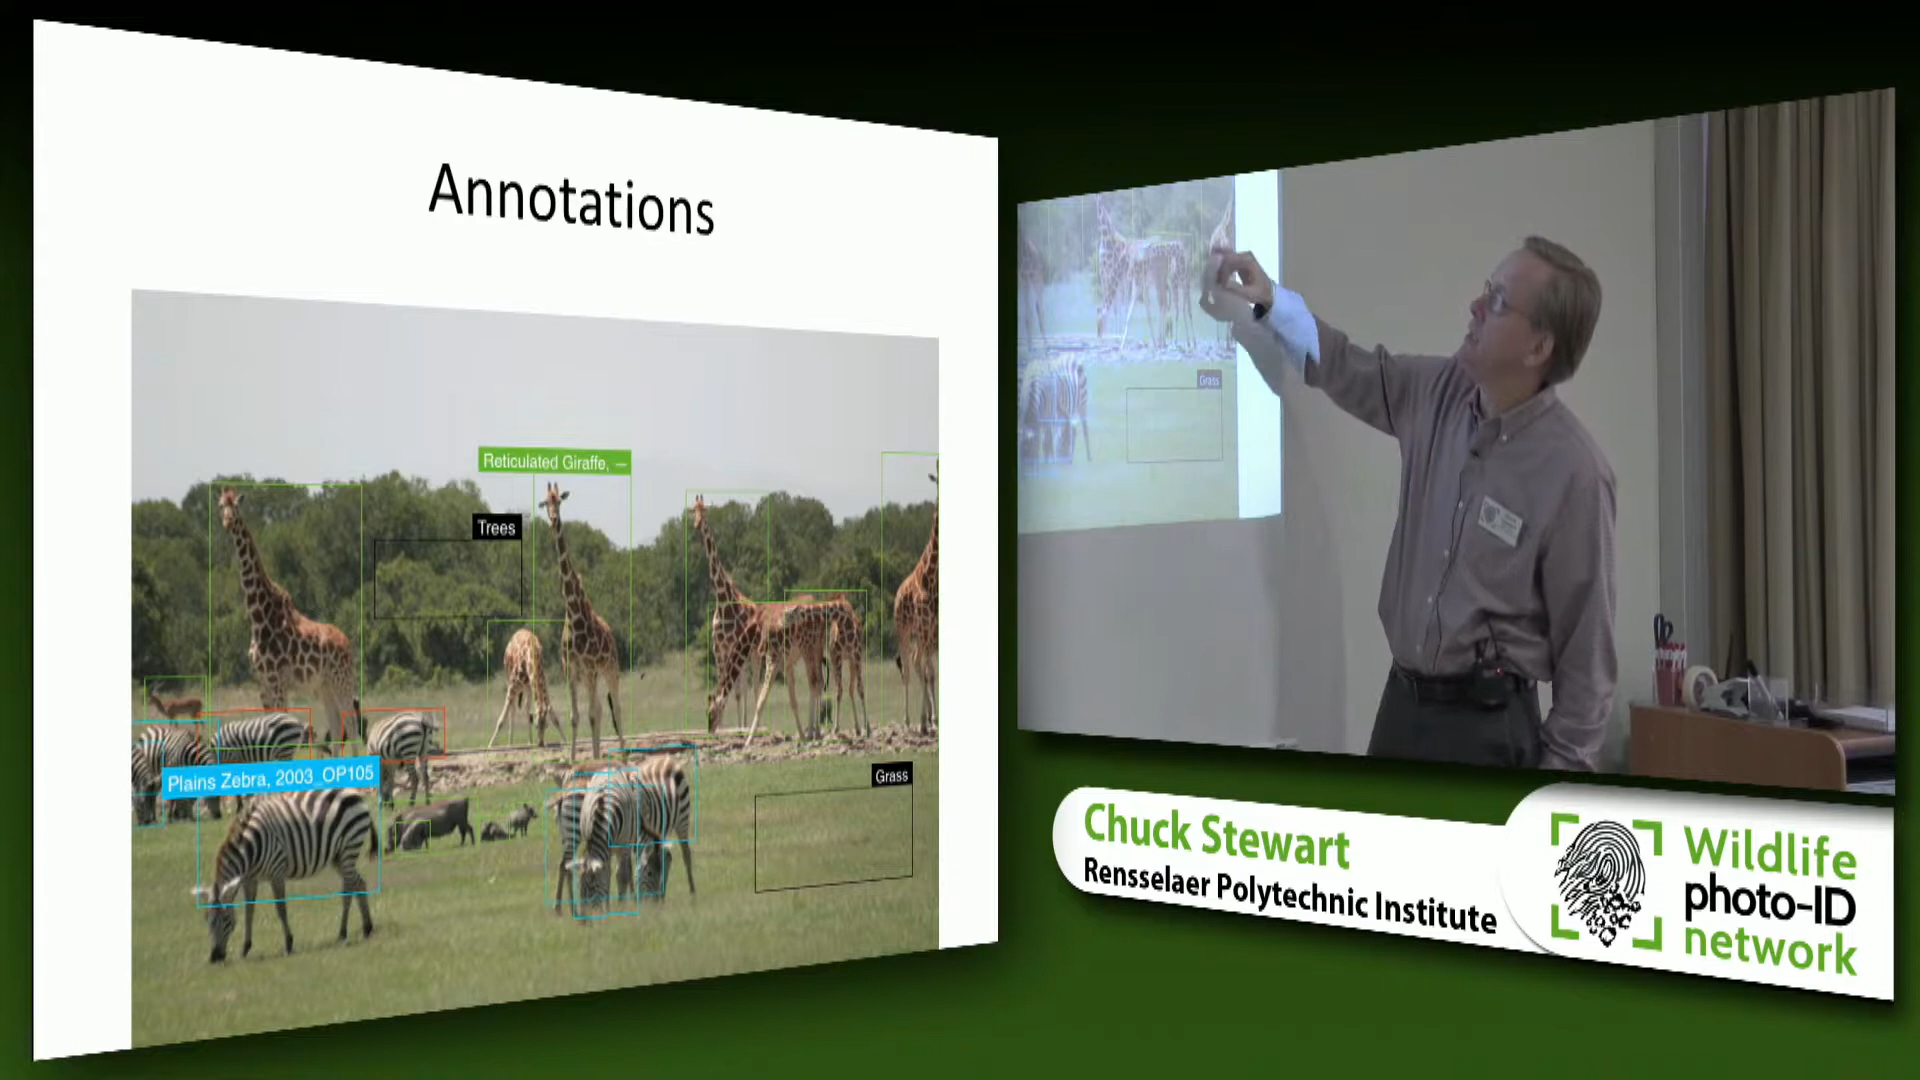 Annotations
Reticulated Giraffe, —
Trees
Plains Zebra, 2003_OP105
Grass
Grass
Chuck Stewart
Rensselaer Polytechnic Institute
Wildlife
photo-ID
network